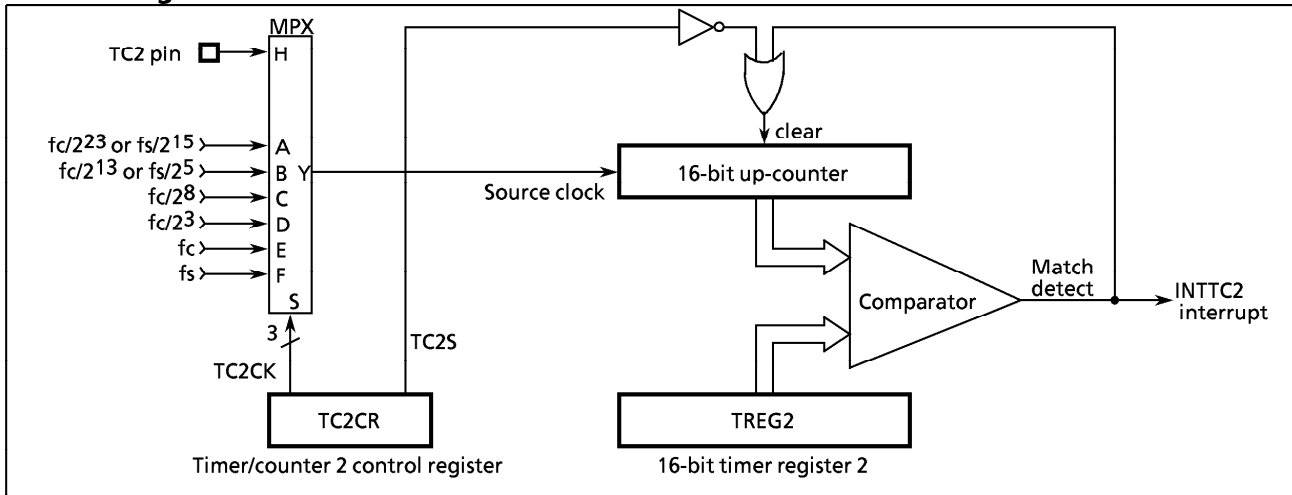 MPX
TC2 pin
H
fc/2²³ or fs/2¹⁵
A
fc/2¹³ or fs/2⁵
B
Y
fc/2⁸
C
fc/2³
D
fc
E
fs
F
S
3
TC2CK
TC2S
TC2CR
Timer/counter 2 control register
clear
Source clock
16-bit up-counter
Comparator
Match
detect
INTTC2
interrupt
TREG2
16-bit timer register 2